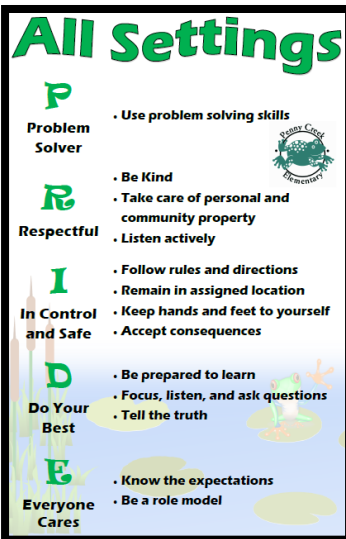 All Settings
P
Problem
Solver
• Use problem solving skills
Penny Creek
Elementary
R
Respectful
• Be Kind
• Take care of personal and
community property
• Listen actively
I
In Control
and Safe
• Follow rules and directions
• Remain in assigned location
• Keep hands and feet to yourself
• Accept consequences
D
Do Your
Best
• Be prepared to learn
• Focus, listen, and ask questions
• Tell the truth
E
Everyone
Cares
• Know the expectations
• Be a role model